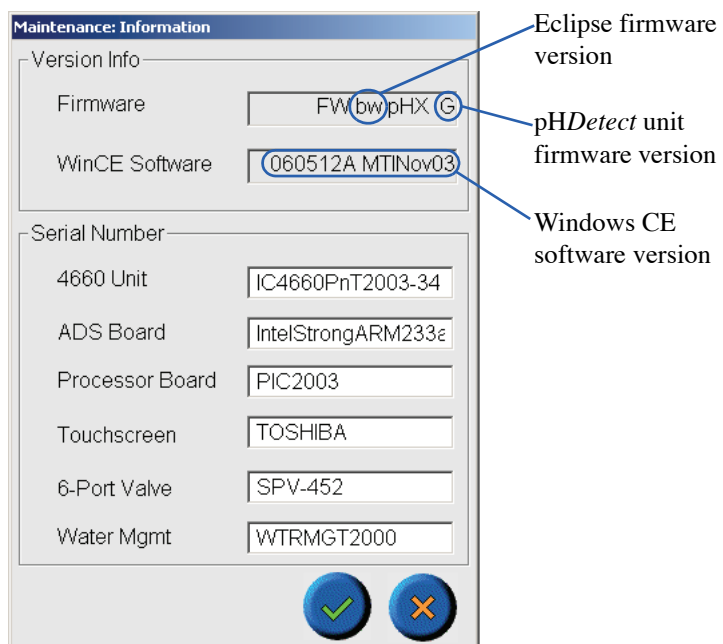 Maintenance: Information
Version Info
Firmware
FW bw pHX G
WinCE Software
060512A MTINov03
Serial Number
4660 Unit
IC4660PnT2003-34
ADS Board
IntelStrongARM233a
Processor Board
PIC2003
Touchscreen
TOSHIBA
6-Port Valve
SPV-452
Water Mgmt
WTRMGT2000
Eclipse firmware
version
pHDetect unit
firmware version
Windows CE
software version